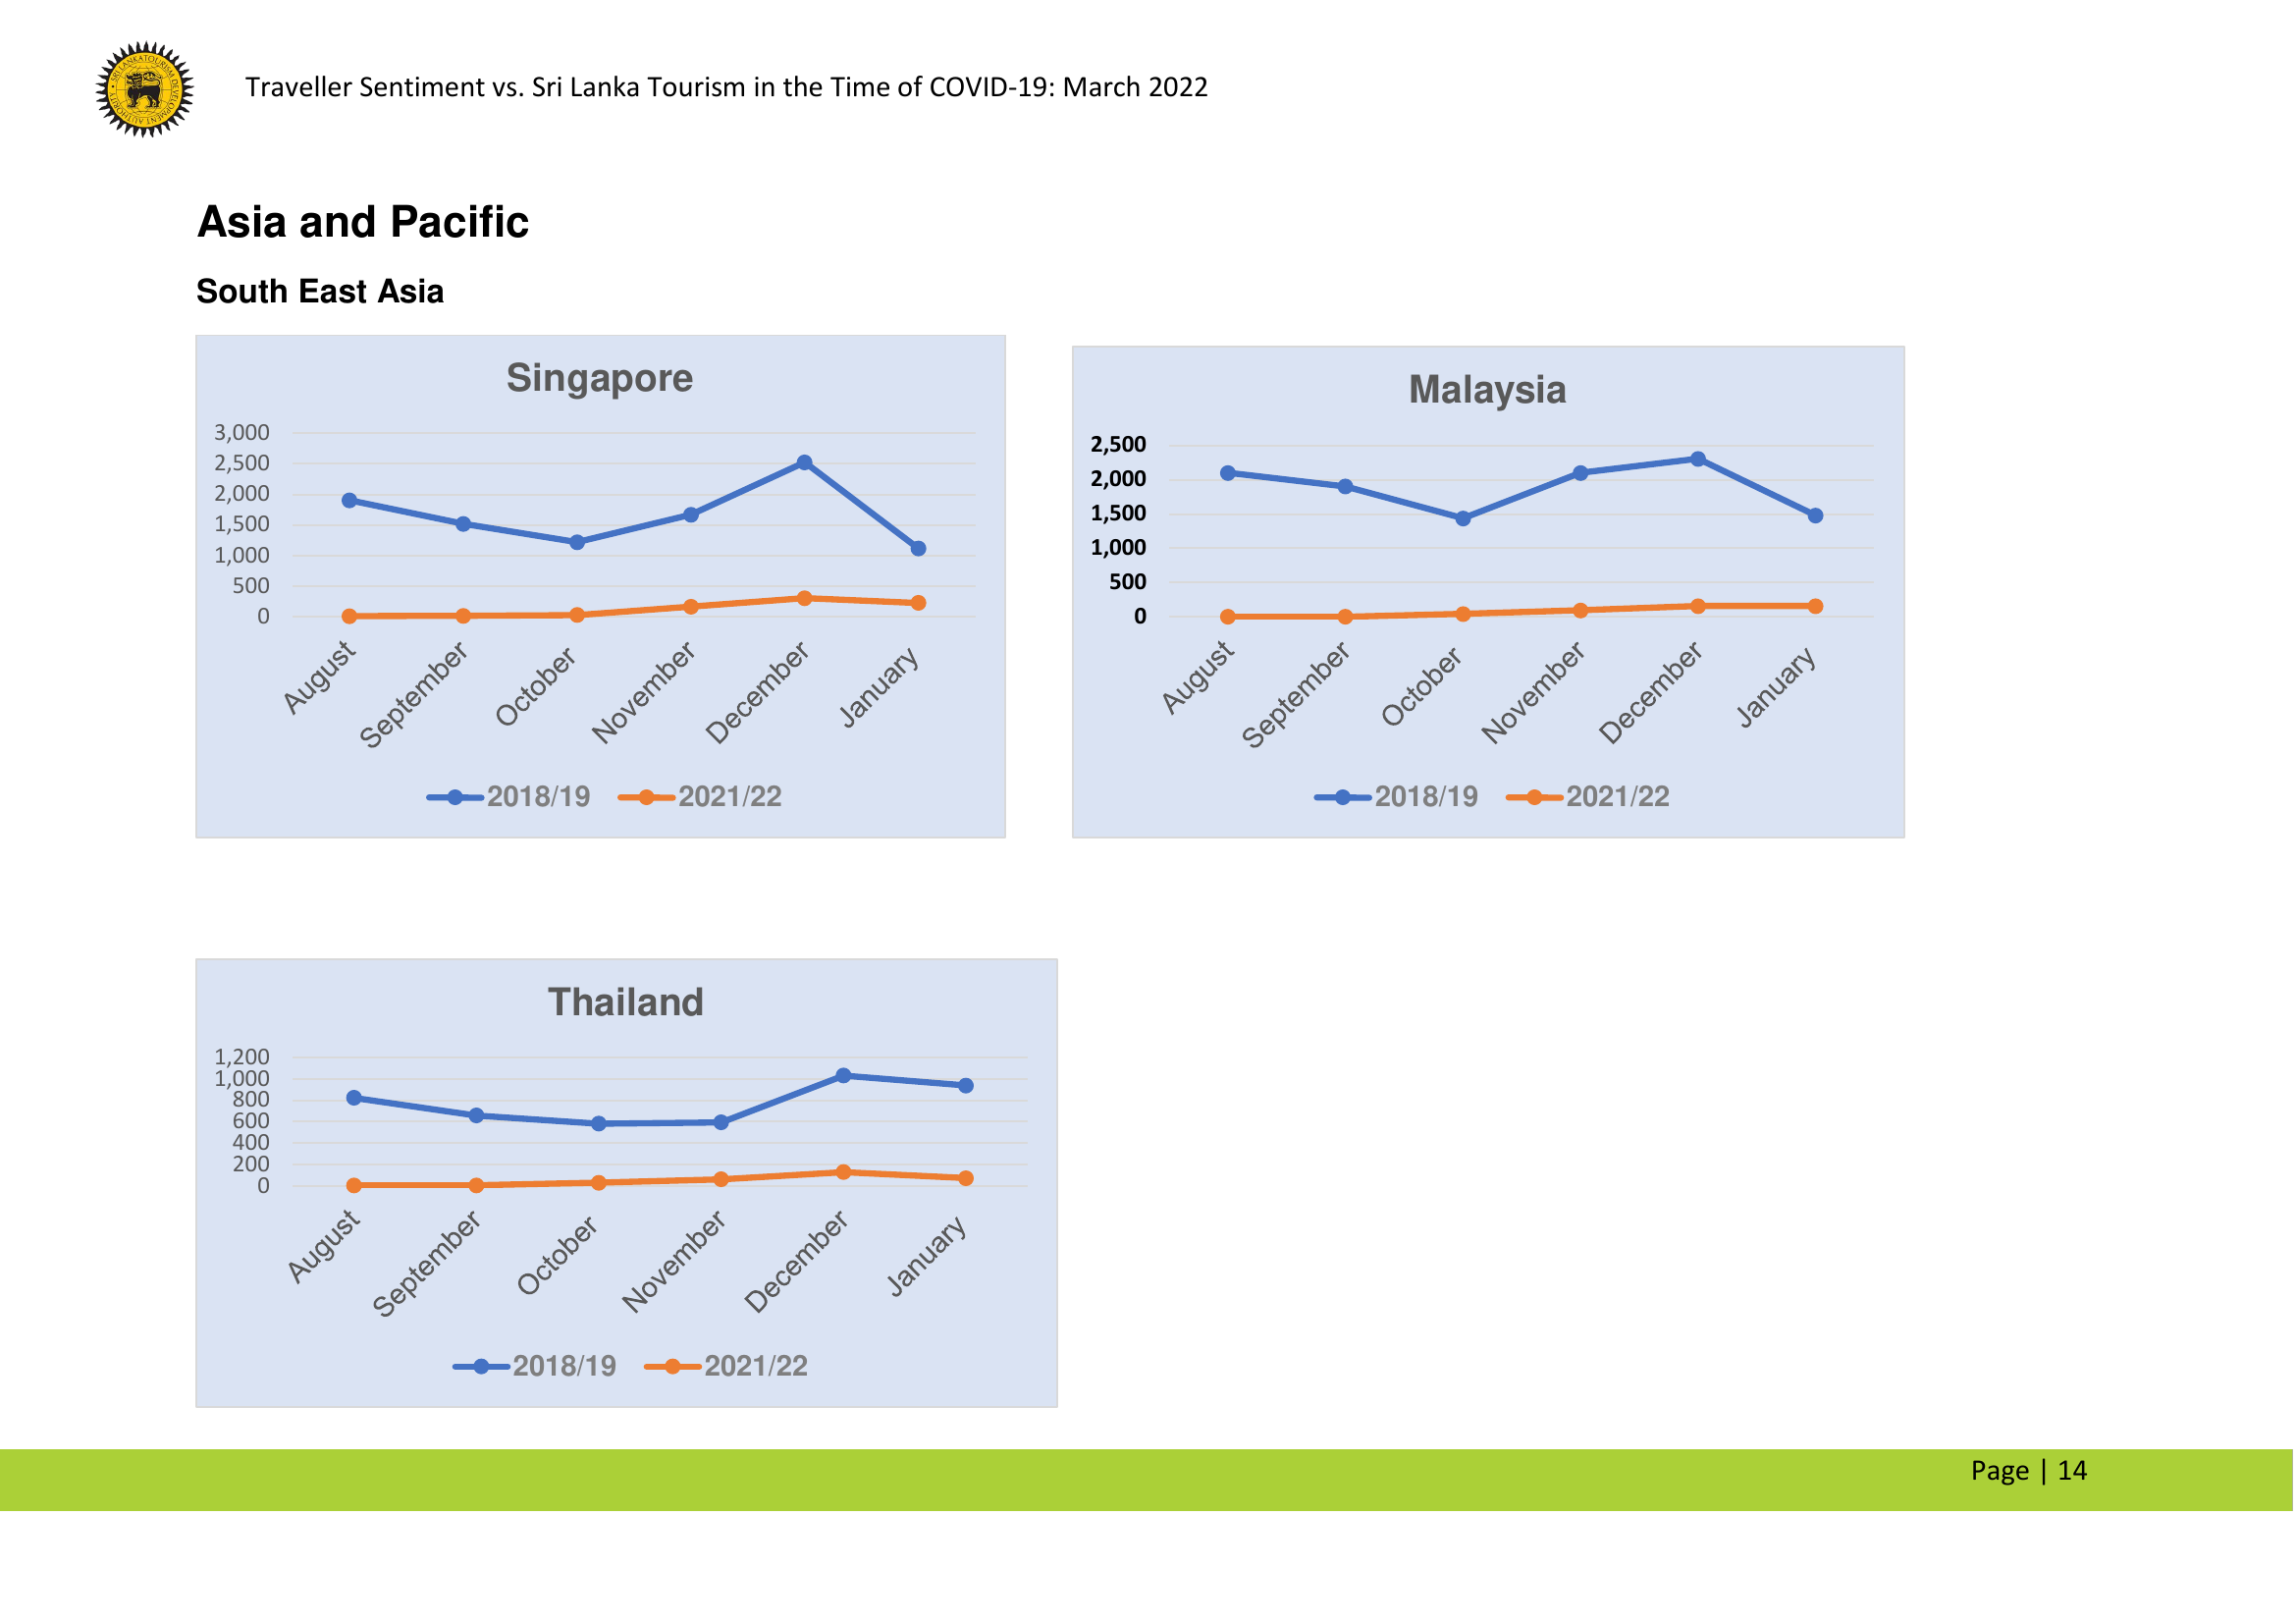 SRI LANKA TOURISM DEVELOPMENT AUTHORITY
Traveller Sentiment vs. Sri Lanka Tourism in the Time of COVID-19: March 2022
Asia and Pacific
South East Asia
Singapore
3,000
2,500
2,000
1,500
1,000
500
0
August
September
October
November
December
January
2018/19 2021/22
Malaysia
2,500
2,000
1,500
1,000
500
0
August
September
October
November
December
January
2018/19 2021/22
Thailand
1,200
1,000
800
600
400
200
0
August
September
October
November
December
January
2018/19 2021/22
Page | 14